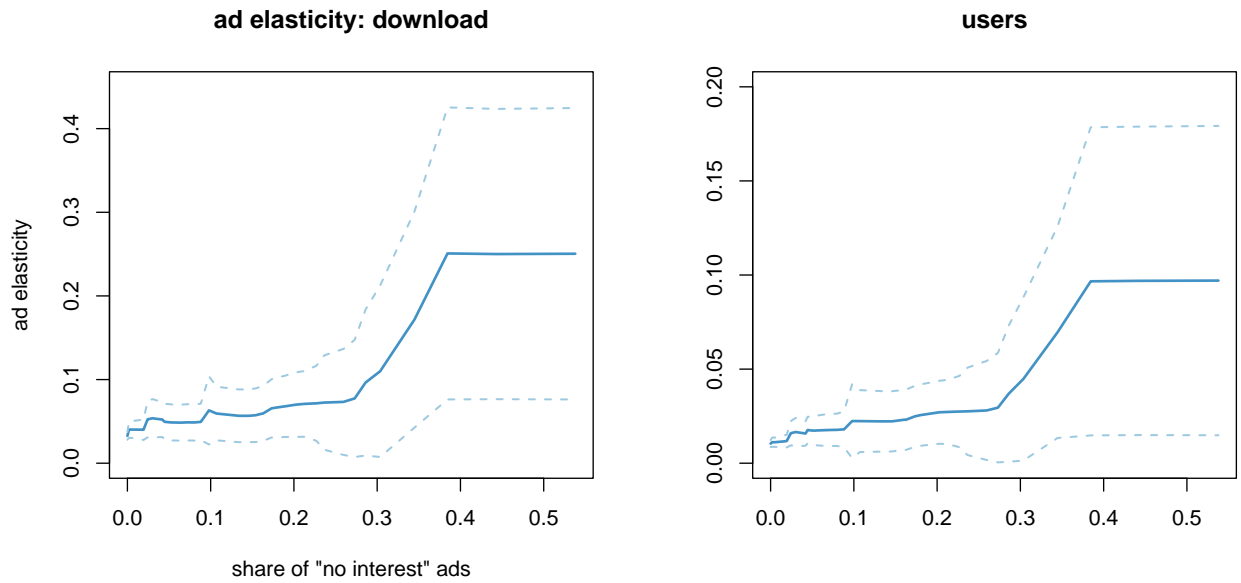 ad elasticity: download
ad elasticity
0.4
0.3
0.2
0.1
0.0
0.0 0.1 0.2 0.3 0.4 0.5
share of "no interest" ads
users
0.20
0.15
0.10
0.05
0.00
0.0 0.1 0.2 0.3 0.4 0.5